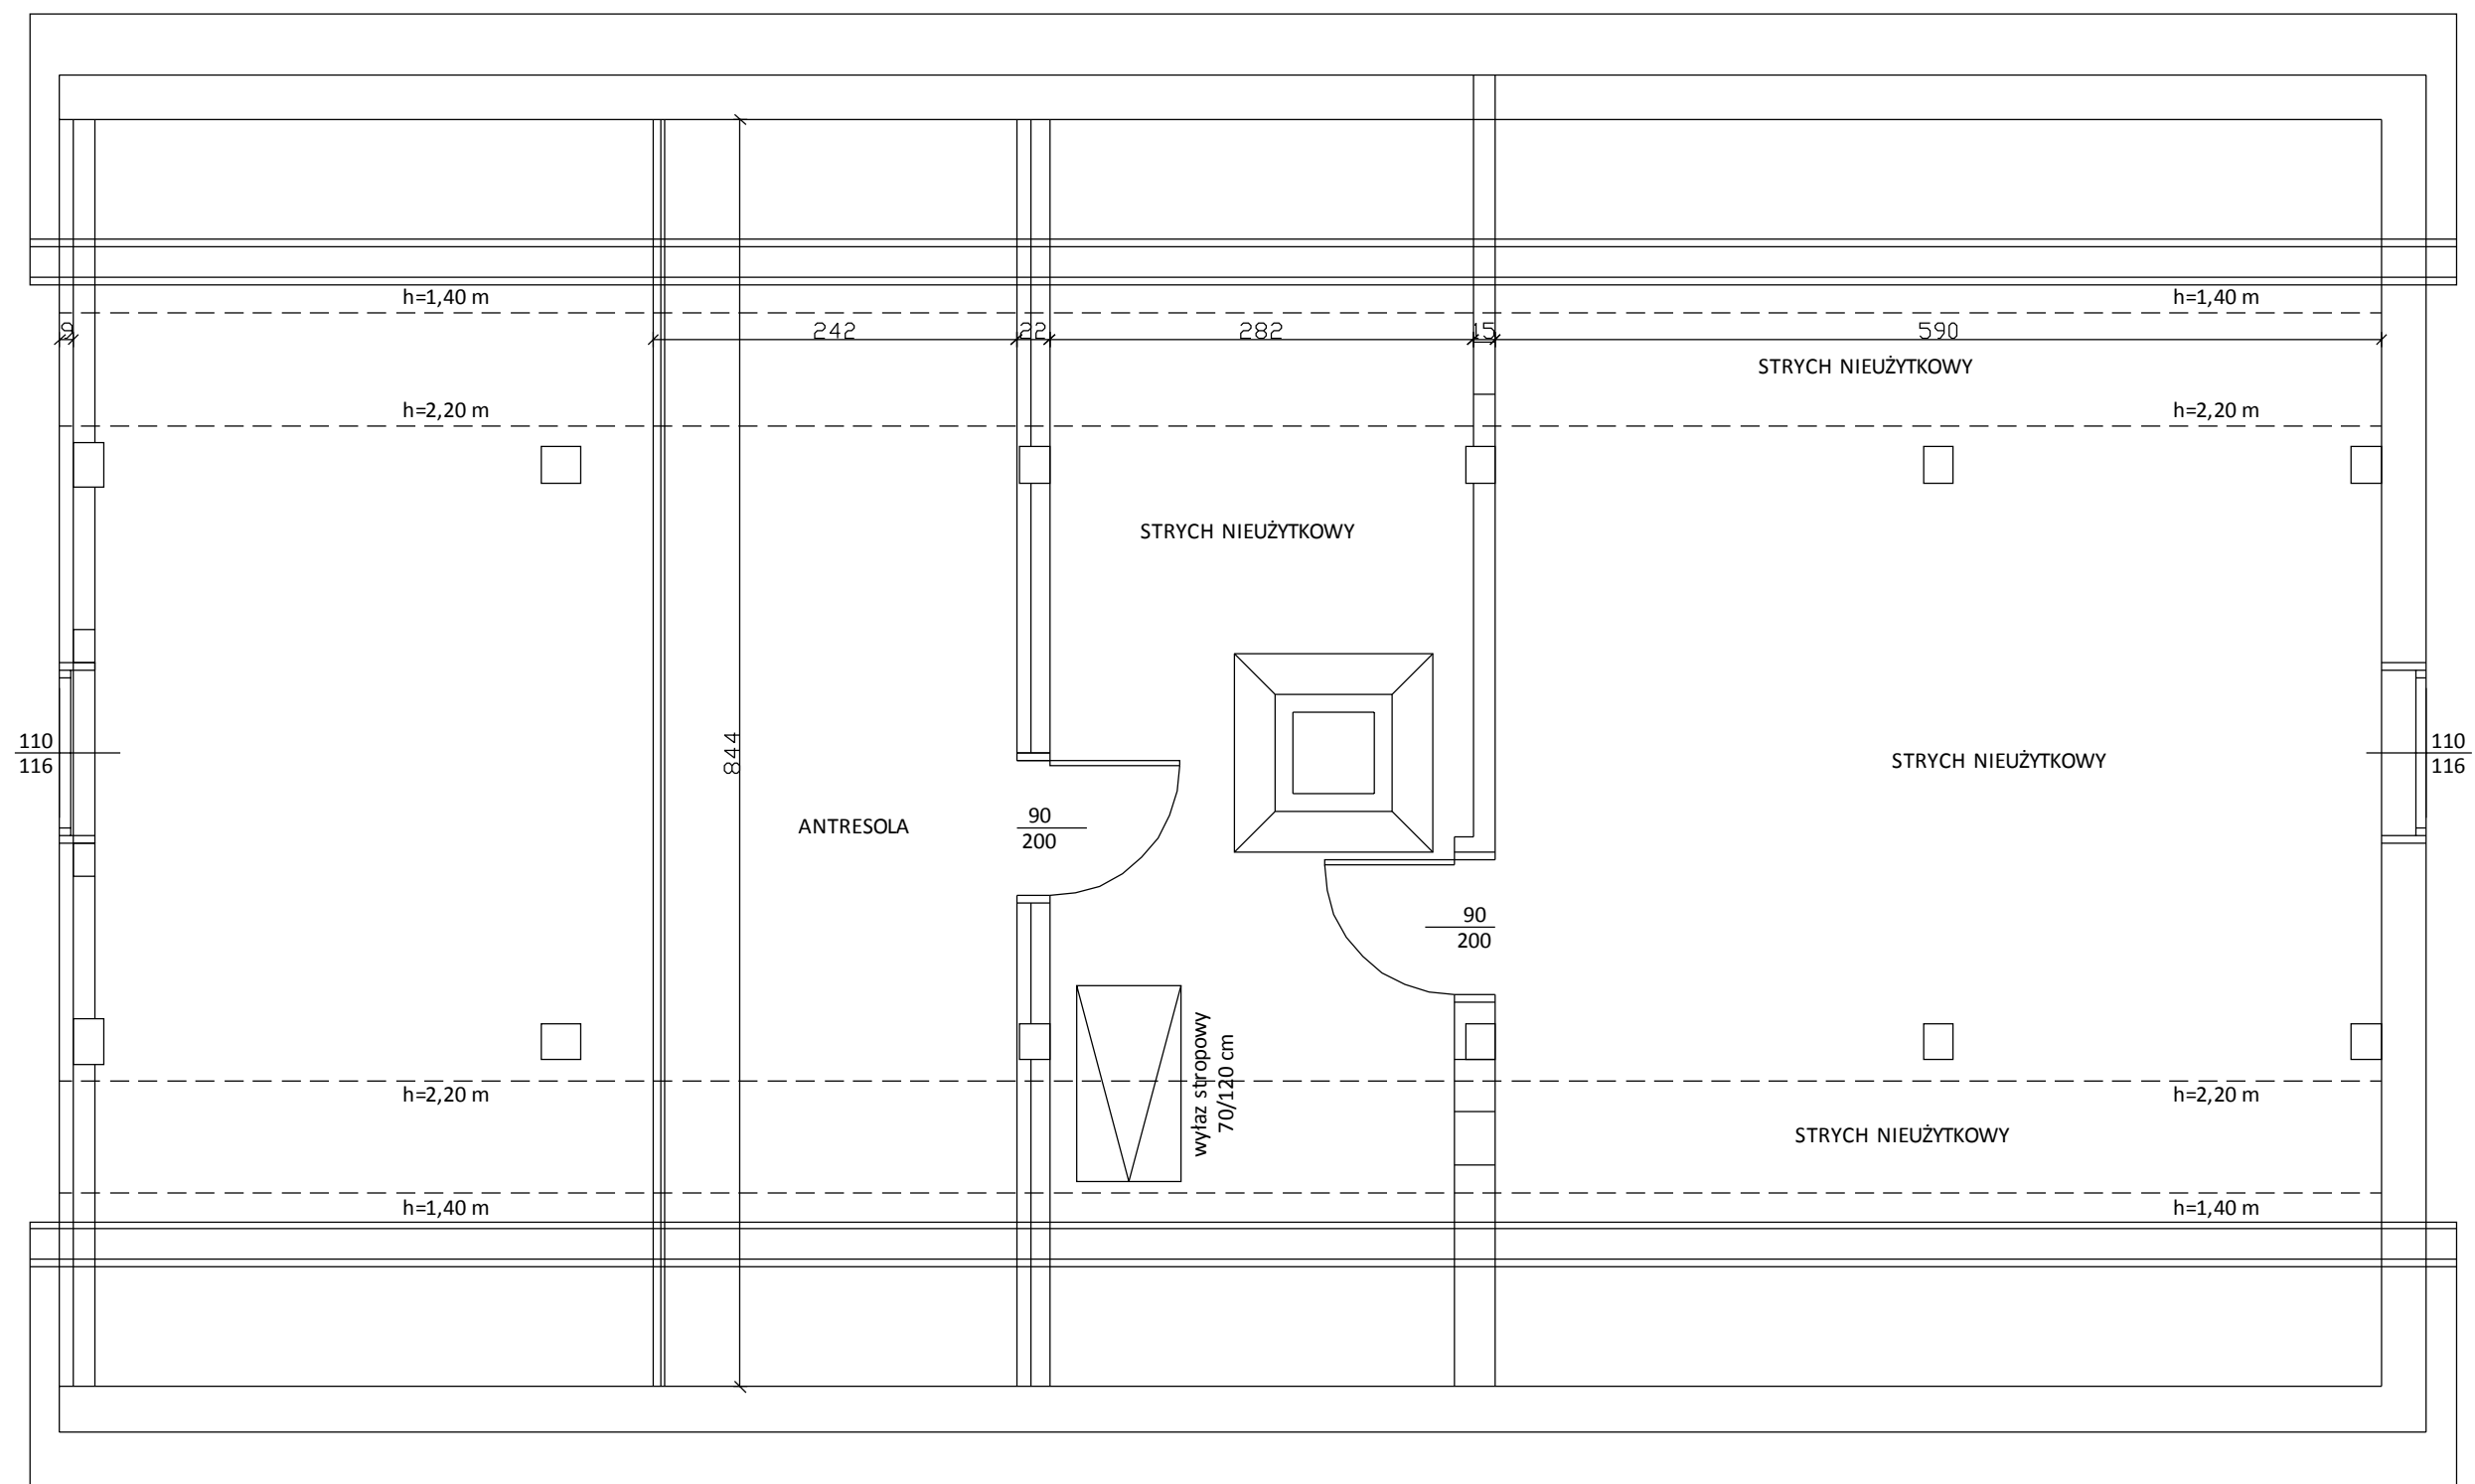 h=1,40 m
h=1,40 m
9
242
22
282
15
590
STRYCH NIEUŻYTKOWY
h=2,20 m
h=2,20 m
STRYCH NIEUŻYTKOWY
110
116
844
STRYCH NIEUŻYTKOWY
110
116
ANTRESOLA
90
200
90
200
wyłaz stropowy
70/120 cm
h=2,20 m
h=2,20 m
STRYCH NIEUŻYTKOWY
h=1,40 m
h=1,40 m